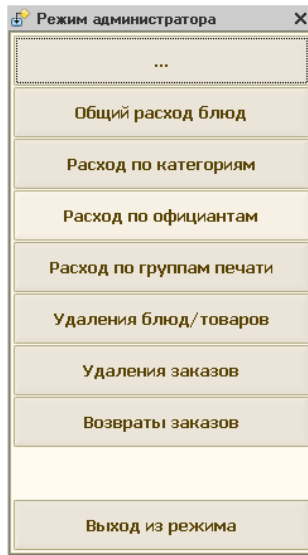 Режим администратора
...
Общий расход блюд
Расход по категориям
Расход по официантам
Расход по группам печати
Удаления блюд/товаров
Удаления заказов
Возвраты заказов
Выход из режима